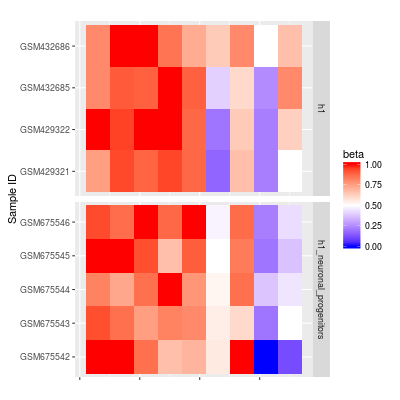 GSM432686
GSM432685
GSM429322
GSM429321
h1
Sample ID
GSM675546
GSM675545
GSM675544
GSM675543
GSM675542
h1_neuronal_progenitors
beta
1.00
0.75
0.50
0.25
0.00